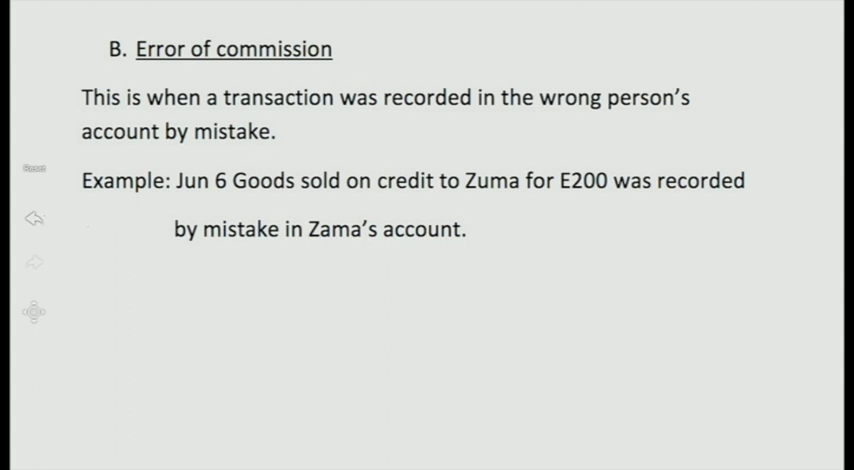 B. Error of commission
This is when a transaction was recorded in the wrong person's
account by mistake.
Reset
Example: Jun 6 Goods sold on credit to Zuma for E200 was recorded
by mistake in Zama's account.